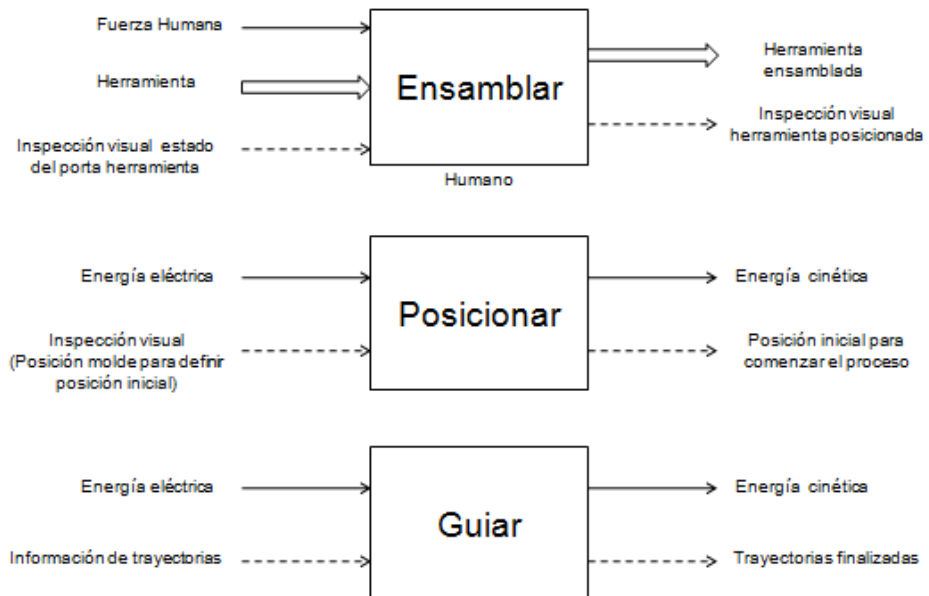 Fuerza Humana
Herramienta
Inspección visual estado
del porta herramienta
Ensamblar
Humano
Herramienta
ensamblada
Inspección visual
herramienta posicionada
Energía eléctrica
Inspección visual
(Posición molde para definir
posición inicial)
Posicionar
Energía cinética
Posición inicial para
comenzar el proceso
Energía eléctrica
Información de trayectorias
Guiar
Energía cinética
Trayectorias finalizadas